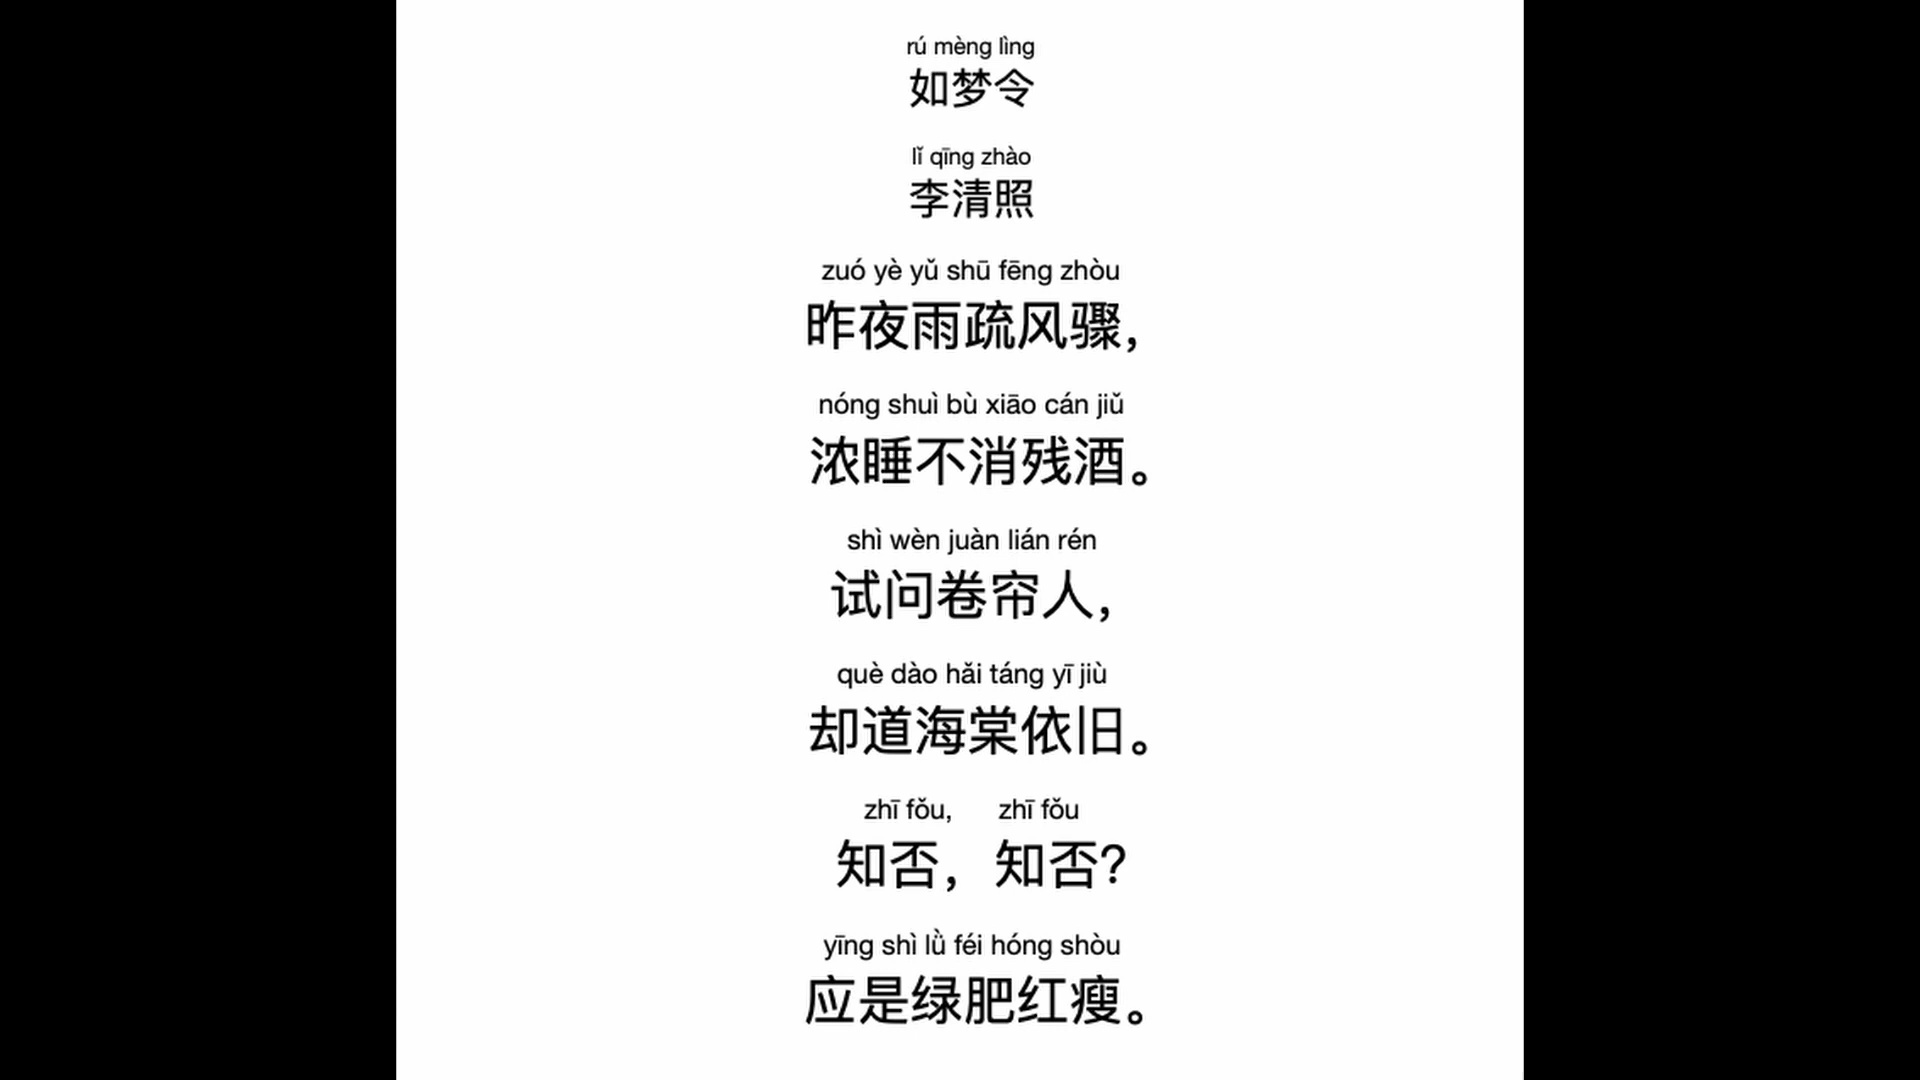 rú mèng lìng
如梦令
lǐ qīng zhào
李清照
zuó yè yǔ shū fēng zhòu
昨夜雨疏风骤,
nóng shuì bù xiāo cán jiǔ
浓睡不消残酒。
shì wèn juàn lián rén
试问卷帘人,
què dào hǎi táng yī jiù
却道海棠依旧。
zhī fǒu, zhī fǒu
知否，知否?
yīng shì lǜ féi hóng shòu
应是绿肥红瘦。